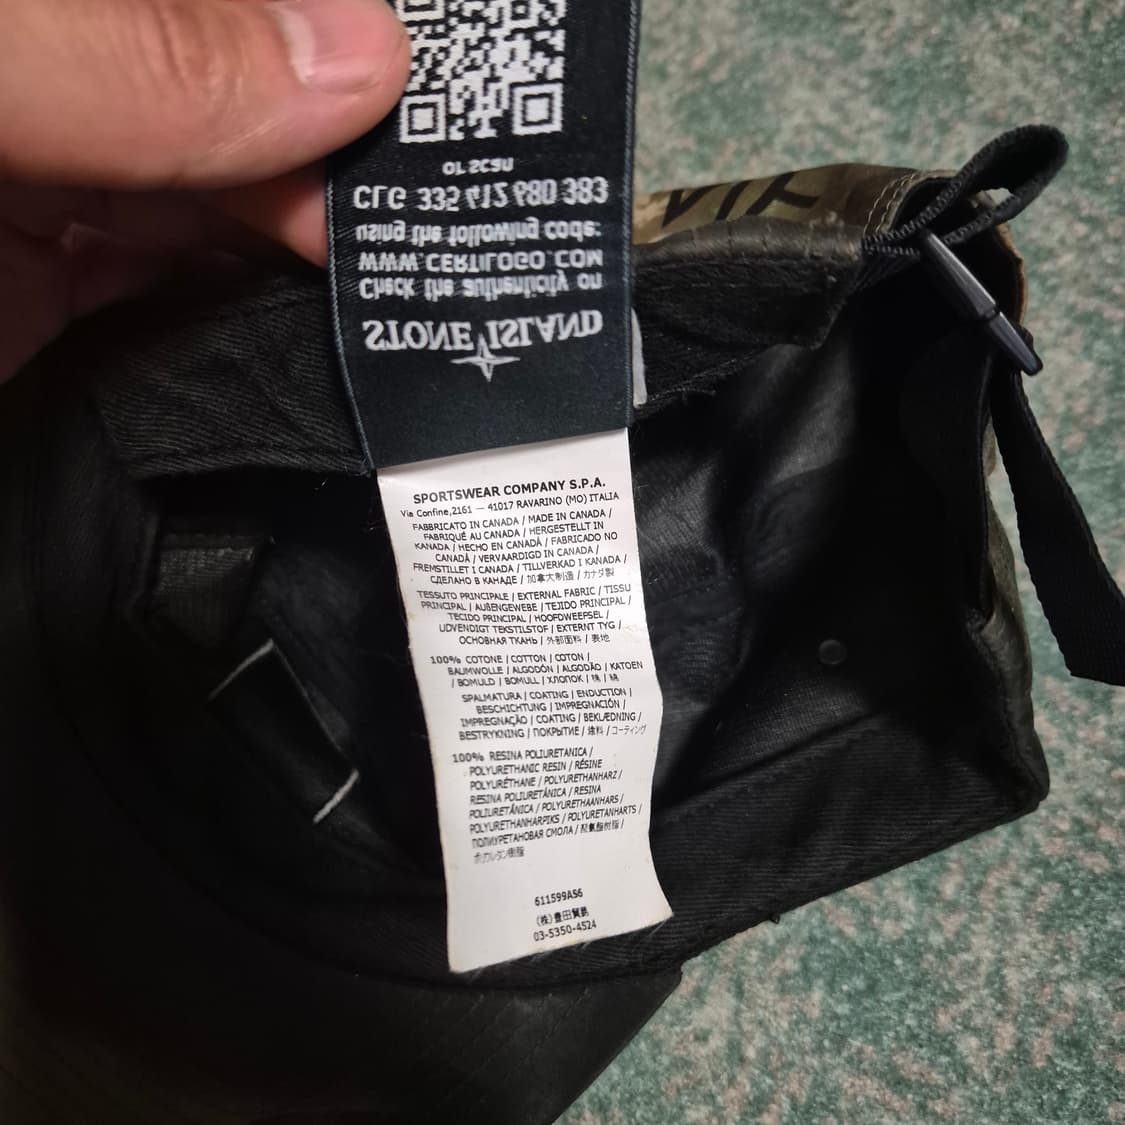 STONE ISLAND
Check the authenticity on
WWW.CERTILOGO.COM
using the following code:
CLG 335 412 680 383
or scan
SPORTSWEAR COMPANY S.P.A.
Via Confine,2161 — 41017 RAVARINO (MO) ITALIA
FABBRICATO IN CANADA / MADE IN CANADA /
FABRIQUÉ AU CANADA / HERGESTELLT IN
KANADA / HECHO EN CANADÁ / FABRICADO NO
CANADÁ / VERVAARDIGD IN CANADA /
FREMSTILLET I CANADA / TILLVERKAD I KANADA /
СДЕЛАНО В КАНАДЕ / 加拿大制造 / カナダ製
TESSUTO PRINCIPALE / EXTERNAL FABRIC / TISSU
PRINCIPAL / AUßENGEWEBE / TEJIDO PRINCIPAL /
TECIDO PRINCIPAL / HOOFDWEEFSEL /
UDVENDIGT TEKSTILSTOF / EXTERNT TYG /
ОСНОВНАЯ ТКАНЬ / 外部面料 / 表地
100% COTONE / COTTON / COTON /
BAUMWOLLE / ALGODÓN / ALGODÃO / KATOEN
/ BOMULD / BOMULL / ХЛОПОК / 棉 / 綿
SPALMATURA / COATING / ENDUCTION /
BESCHICHTUNG / IMPREGNACIÓN /
IMPREGNAÇÃO / COATING / BEKLÆDNING /
BESTRYKNING / ПОКРЫТИЕ / 涂料 / コーティング
100% RESINA POLIURETANICA /
POLYURETHANIC RESIN / RÉSINE
POLYURÉTHANE / POLYURETHANHARZ /
RESINA POLIURETÁNICA / RESINA
POLIURETÂNICA / POLYURETHAANHARS /
POLYURETHANHARPIKS / POLYURETANHARTS /
ПОЛИУРЕТАНОВАЯ СМОЛА / 聚氨酯树脂 /
ポリウレタン樹脂
611599AS6
(株)豊田貿易
03-5350-4524